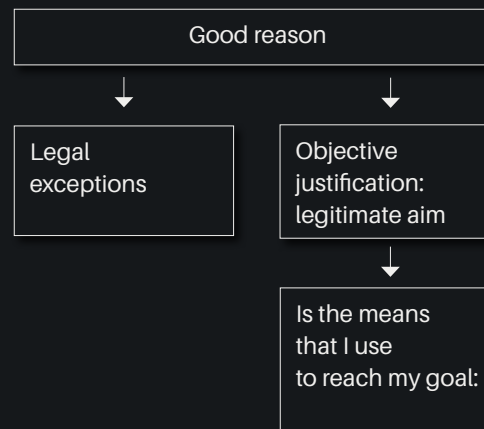 Good reason
Legal
exceptions
Objective
justification:
legitimate aim
Is the means
that I use
to reach my goal: